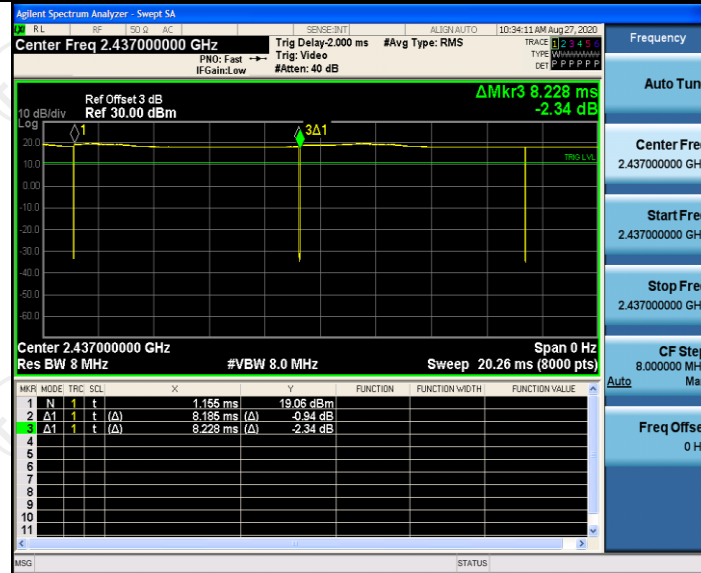 Agilent Spectrum Analyzer - Swept SA
RL RF 50 Ω AC SENSE:INT ALIGN AUTO 10:34:11 AM Aug 27, 2020
Center Freq 2.437000000 GHz
PNO: Fast
IFGain:Low
Trig Delay-2.000 ms
Trig: Video
#Atten: 40 dB
#Avg Type: RMS
TRACE 1 2 3 4 5 6
TYPE WWWWWW
DET P P P P P P
Frequency
ΔMkr3 8.228 ms
-2.34 dB
Ref Offset 3 dB
10 dB/div Ref 30.00 dBm
Log
1
3Δ1
TRIG LVL
20.0
10.0
0.00
-10.0
-20.0
-30.0
-40.0
-50.0
-60.0
Center 2.437000000 GHz Span 0 Hz
Res BW 8 MHz #VBW 8.0 MHz Sweep 20.26 ms (8000 pts)
MKR MODE TRC SCL X Y FUNCTION FUNCTION WIDTH FUNCTION VALUE
1 N 1 t 1.155 ms 19.06 dBm
2 Δ1 1 t (Δ) 8.185 ms (Δ) -0.94 dB
3 Δ1 1 t (Δ) 8.228 ms (Δ) -2.34 dB
4
5
6
7
8
9
10
11
MSG STATUS
Auto Tun
Center Fre
2.437000000 GH
Start Fre
2.437000000 GH
Stop Fre
2.437000000 GH
CF Step
8.000000 MH
Auto Ma
Freq Offse
0 H